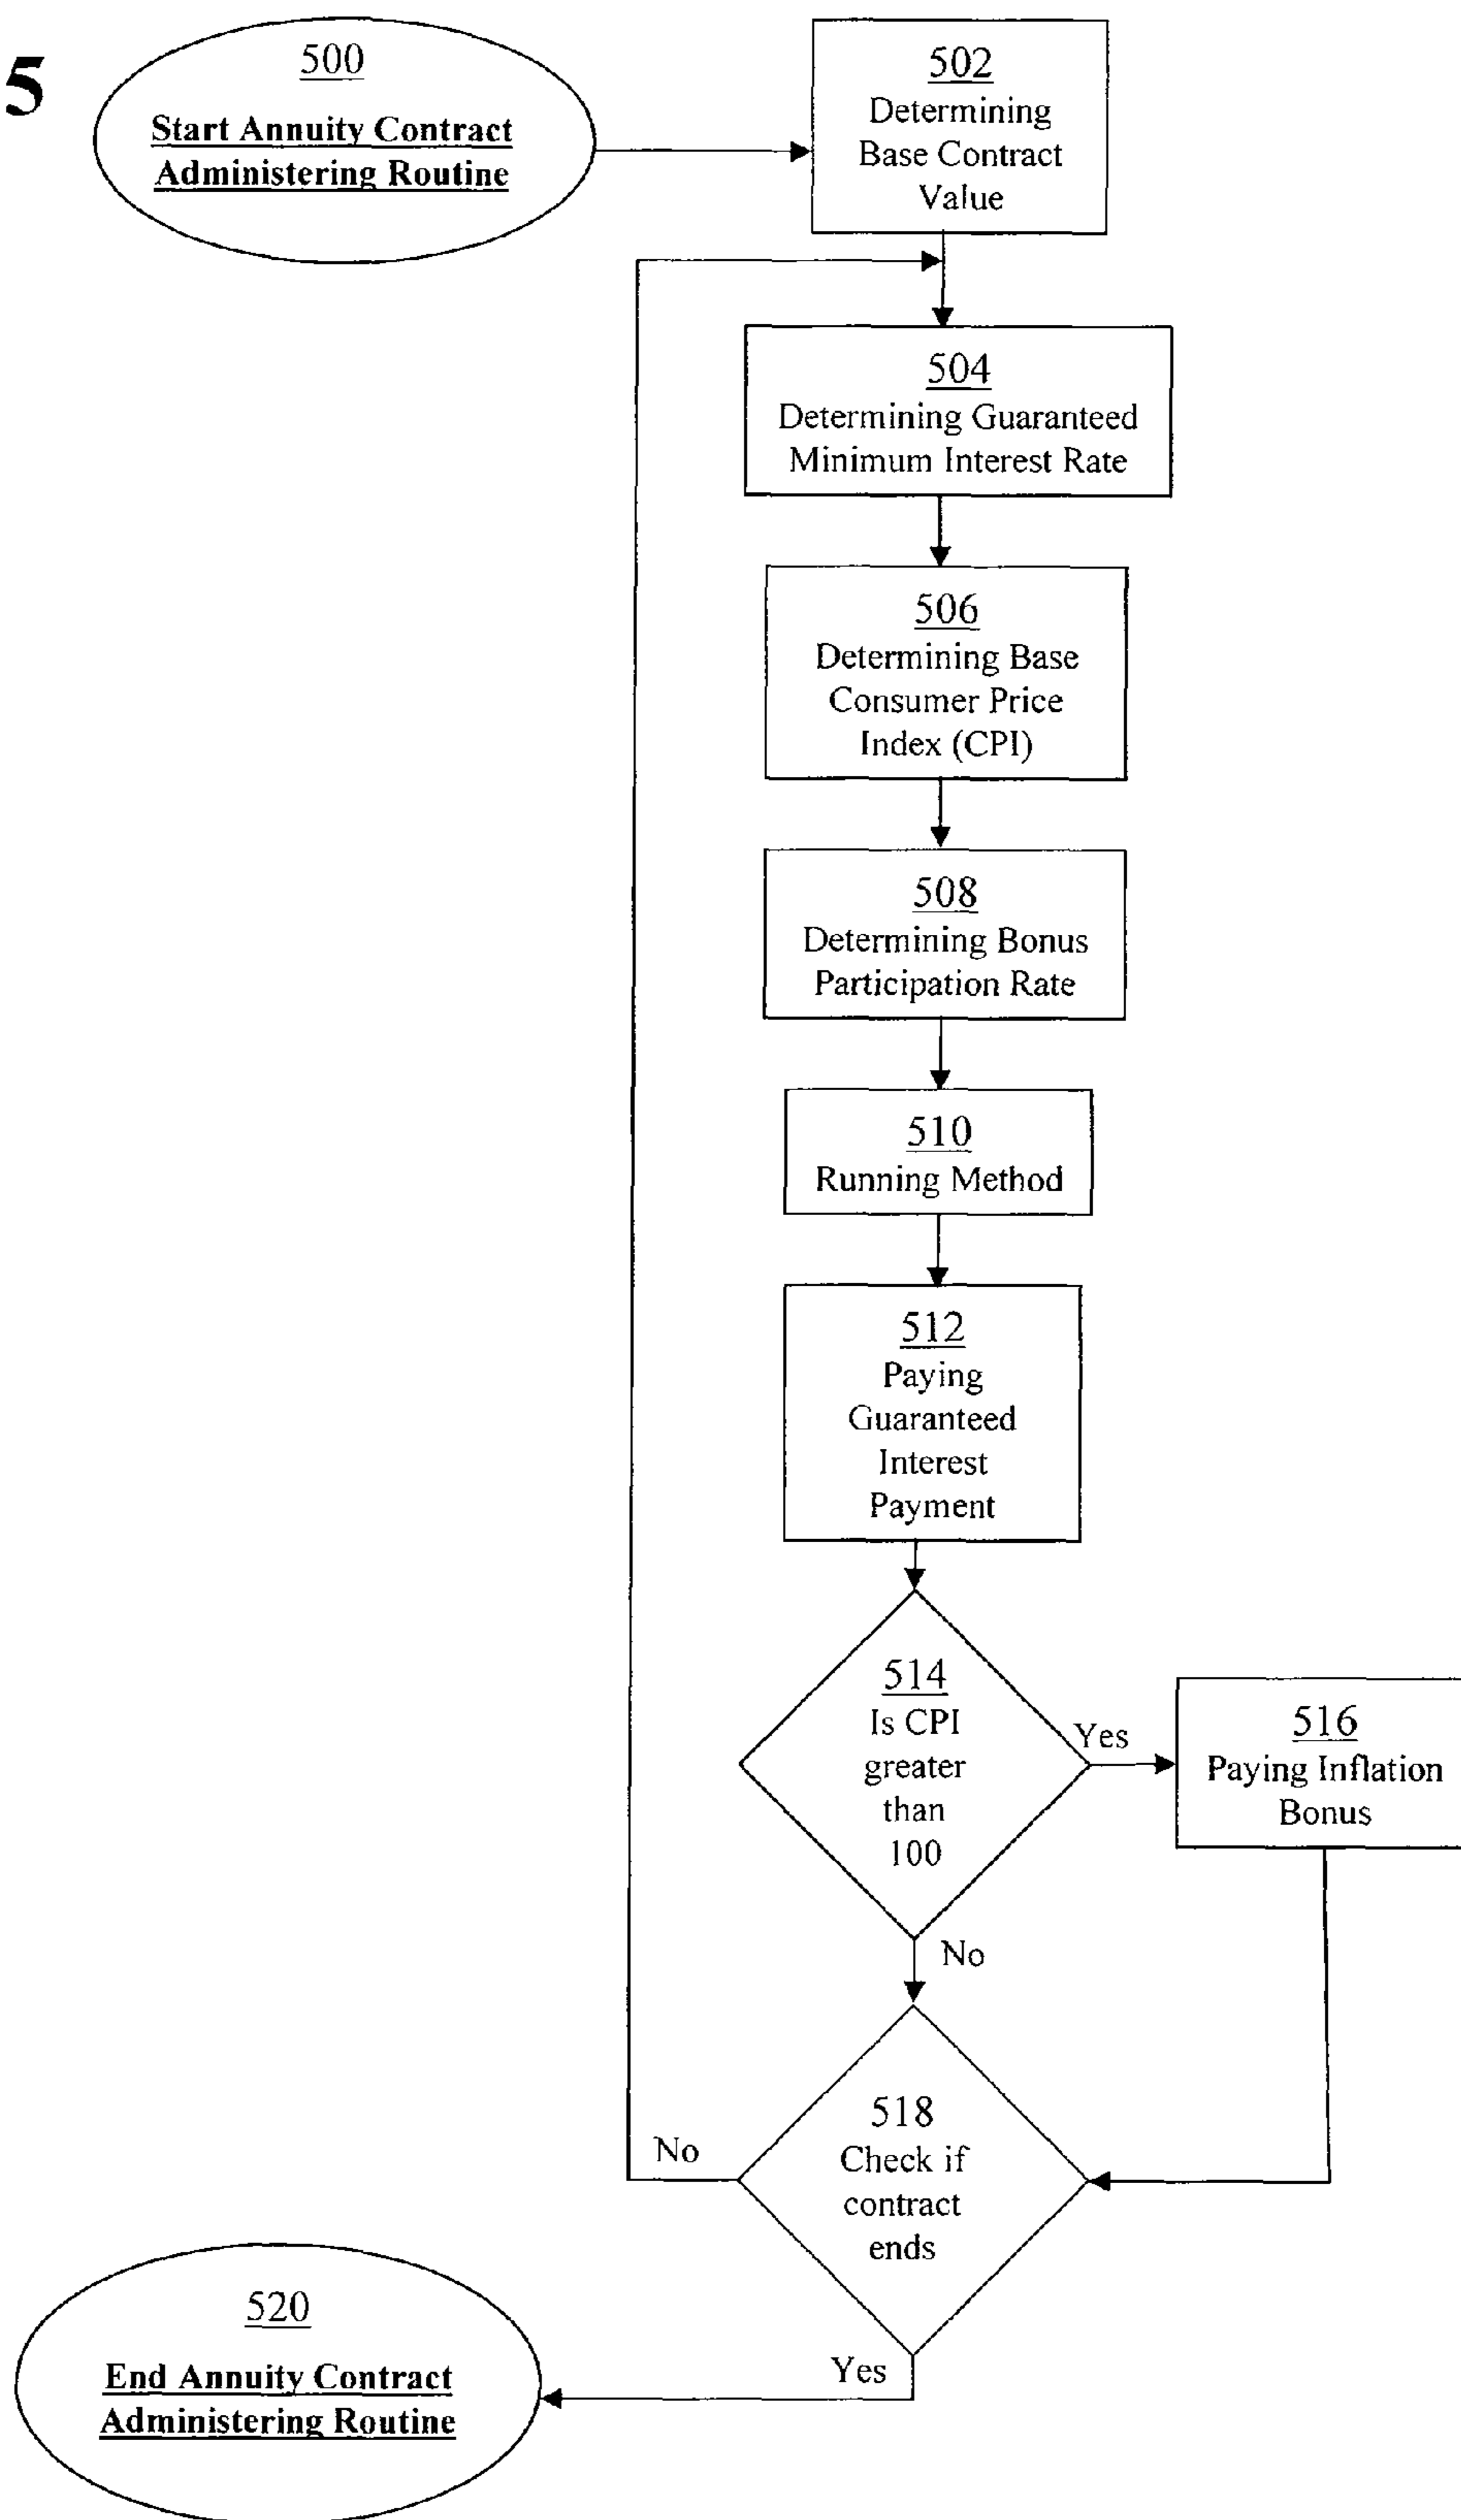 5
500
Start Annuity Contract
Administering Routine
502
Determining
Base Contract
Value
504
Determining Guaranteed
Minimum Interest Rate
506
Determining Base
Consumer Price
Index (CPI)
508
Determining Bonus
Participation Rate
510
Running Method
512
Paying
Guaranteed
Interest
Payment
514
Is CPI
greater
than
100
Yes
516
Paying Inflation
Bonus
No
518
Check if
contract
ends
No
Yes
520
End Annuity Contract
Administering Routine